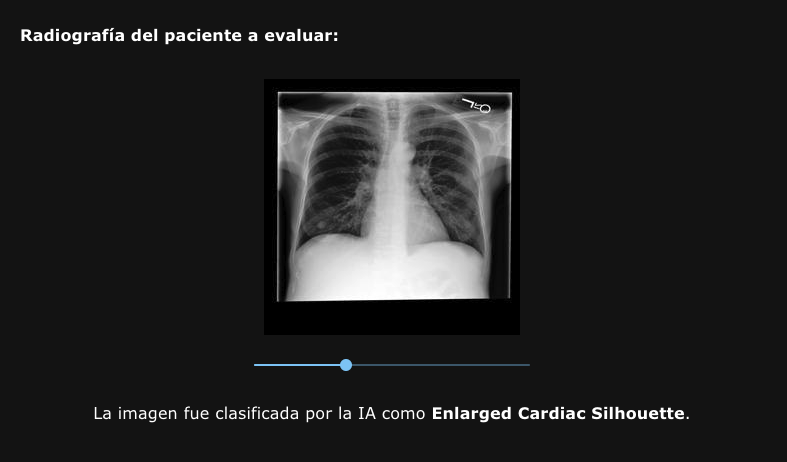 Radiografía del paciente a evaluar:
La imagen fue clasificada por la IA como Enlarged Cardiac Silhouette.